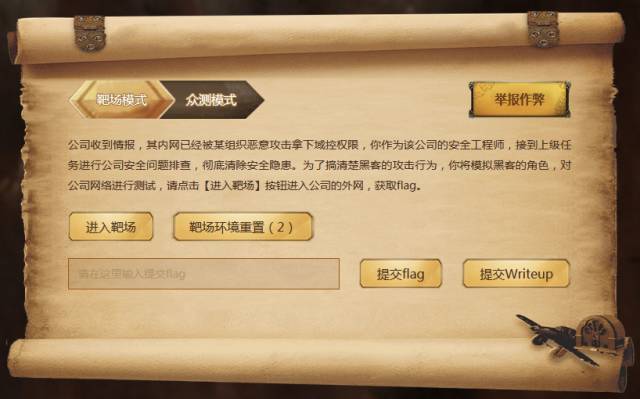 靶场模式 众测模式 举报作弊
公司收到情报，其内网已经被某组织恶意攻击拿下域控权限，你作为该公司的安全工程师，接到上级任
务进行公司安全问题排查，彻底清除安全隐患。为了搞清楚黑客的攻击行为，你将模拟黑客的角色，对
公司网络进行测试，请点击【进入靶场】按钮进入公司的外网，获取flag。
进入靶场 靶场环境重置（2）
请在这里输入提交flag 提交flag 提交Writeup